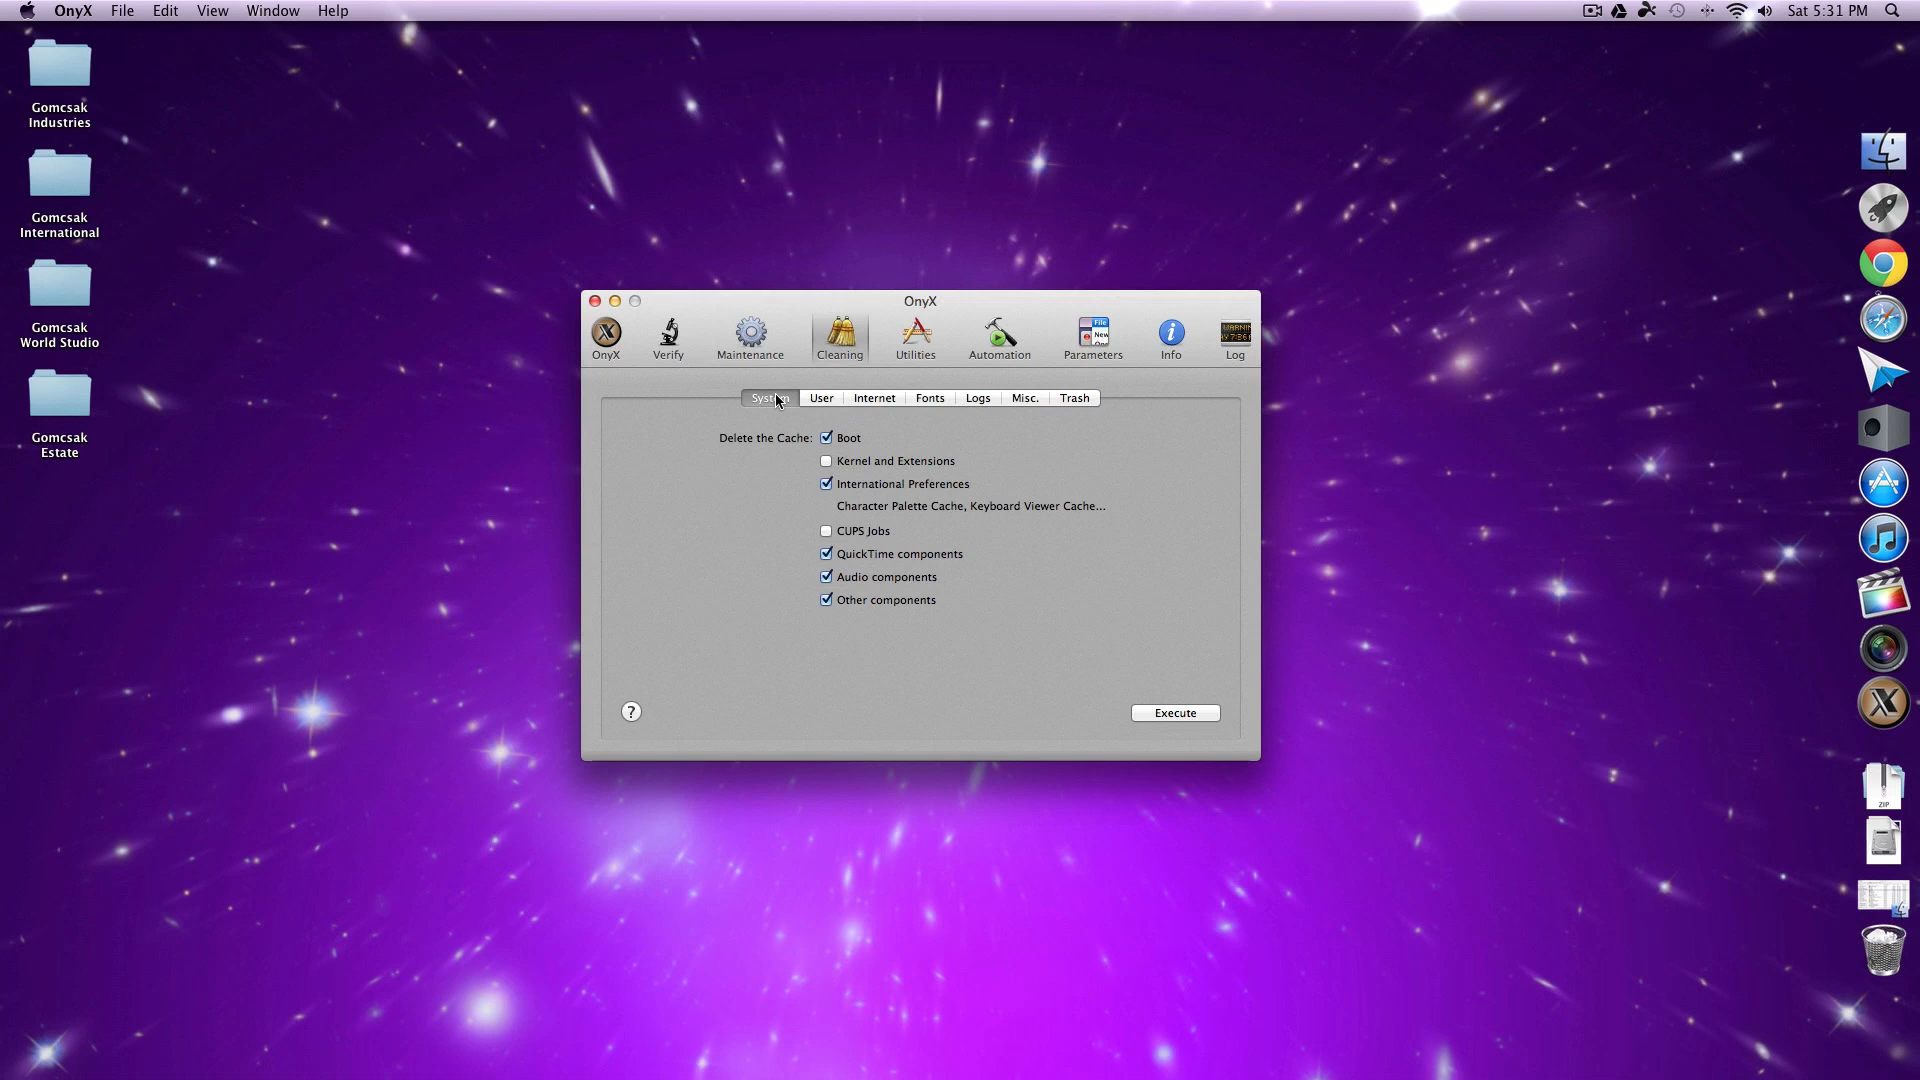 OnyX File Edit View Window Help
Sat 5:31 PM
Gomcsak
Industries
Gomcsak
International
Gomcsak
World Studio
Gomcsak
Estate
OnyX
OnyX Verify Maintenance Cleaning Utilities Automation Parameters Info Log
File
New
System User Internet Fonts Logs Misc. Trash
Delete the Cache: Boot
Kernel and Extensions
International Preferences
Character Palette Cache, Keyboard Viewer Cache...
CUPS Jobs
QuickTime components
Audio components
Other components
? Execute
ZIP